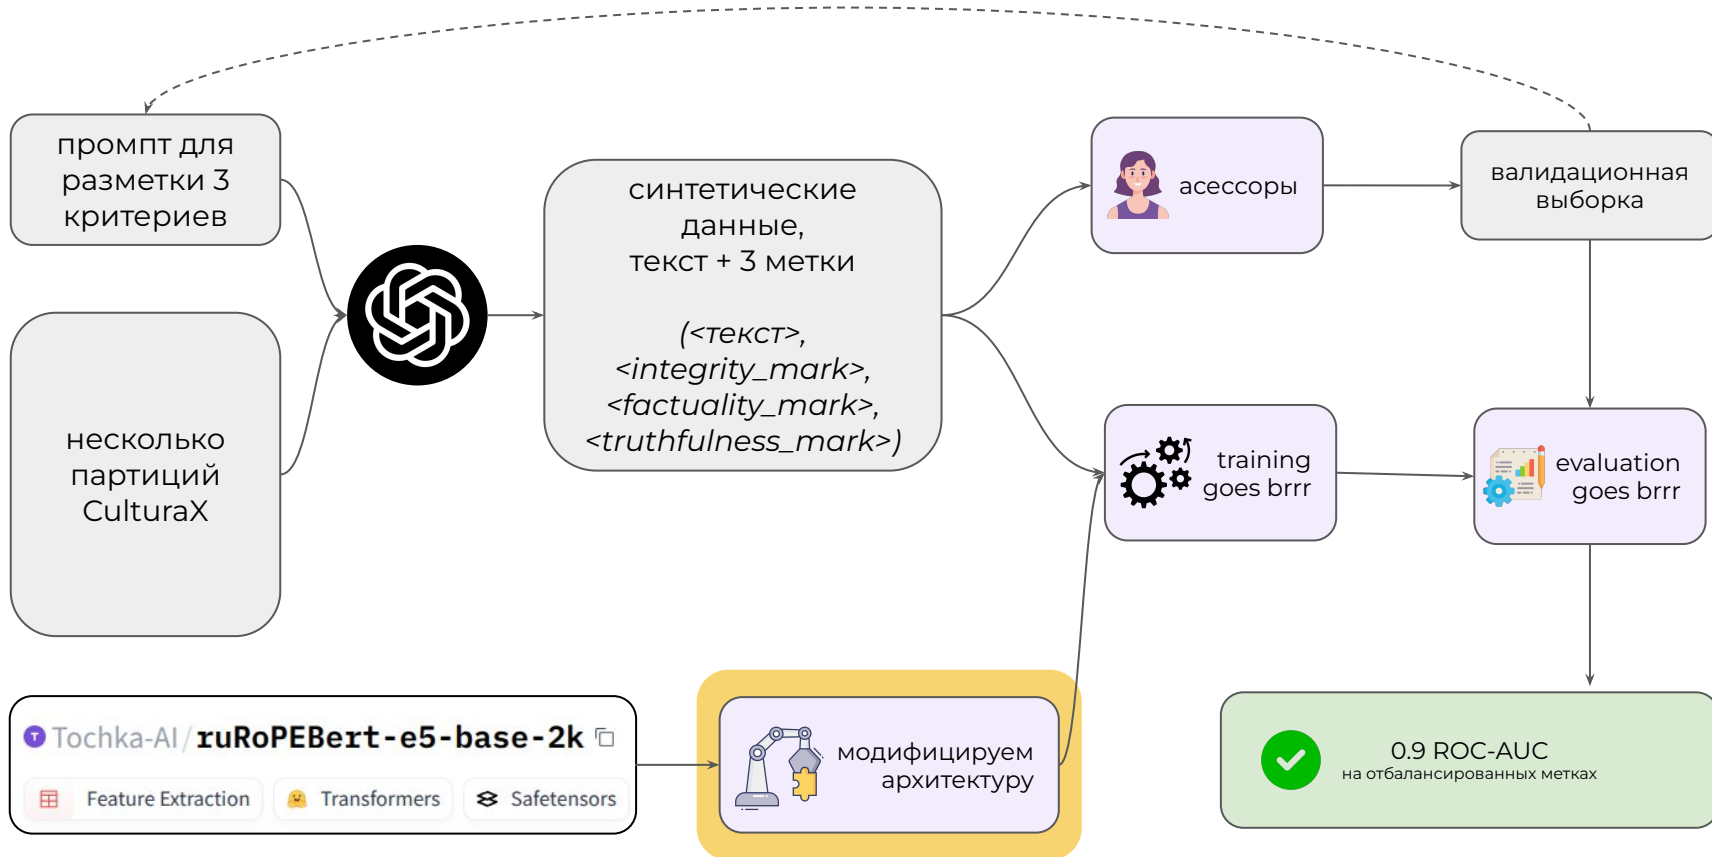 промпт для
разметки 3
критериев
несколько
партиций
CulturaX
синтетические
данные,
текст + 3 метки
(<текст>,
<integrity_mark>,
<factuality_mark>,
<truthfulness_mark>)
асессоры
валидационная
выборка
training
goes brrr
evaluation
goes brrr
T Tochka-AI/ruRoPEBert-e5-base-2k
Feature Extraction Transformers Safetensors
модифицируем
архитектуру
0.9 ROC-AUC
на отбалансированных метках